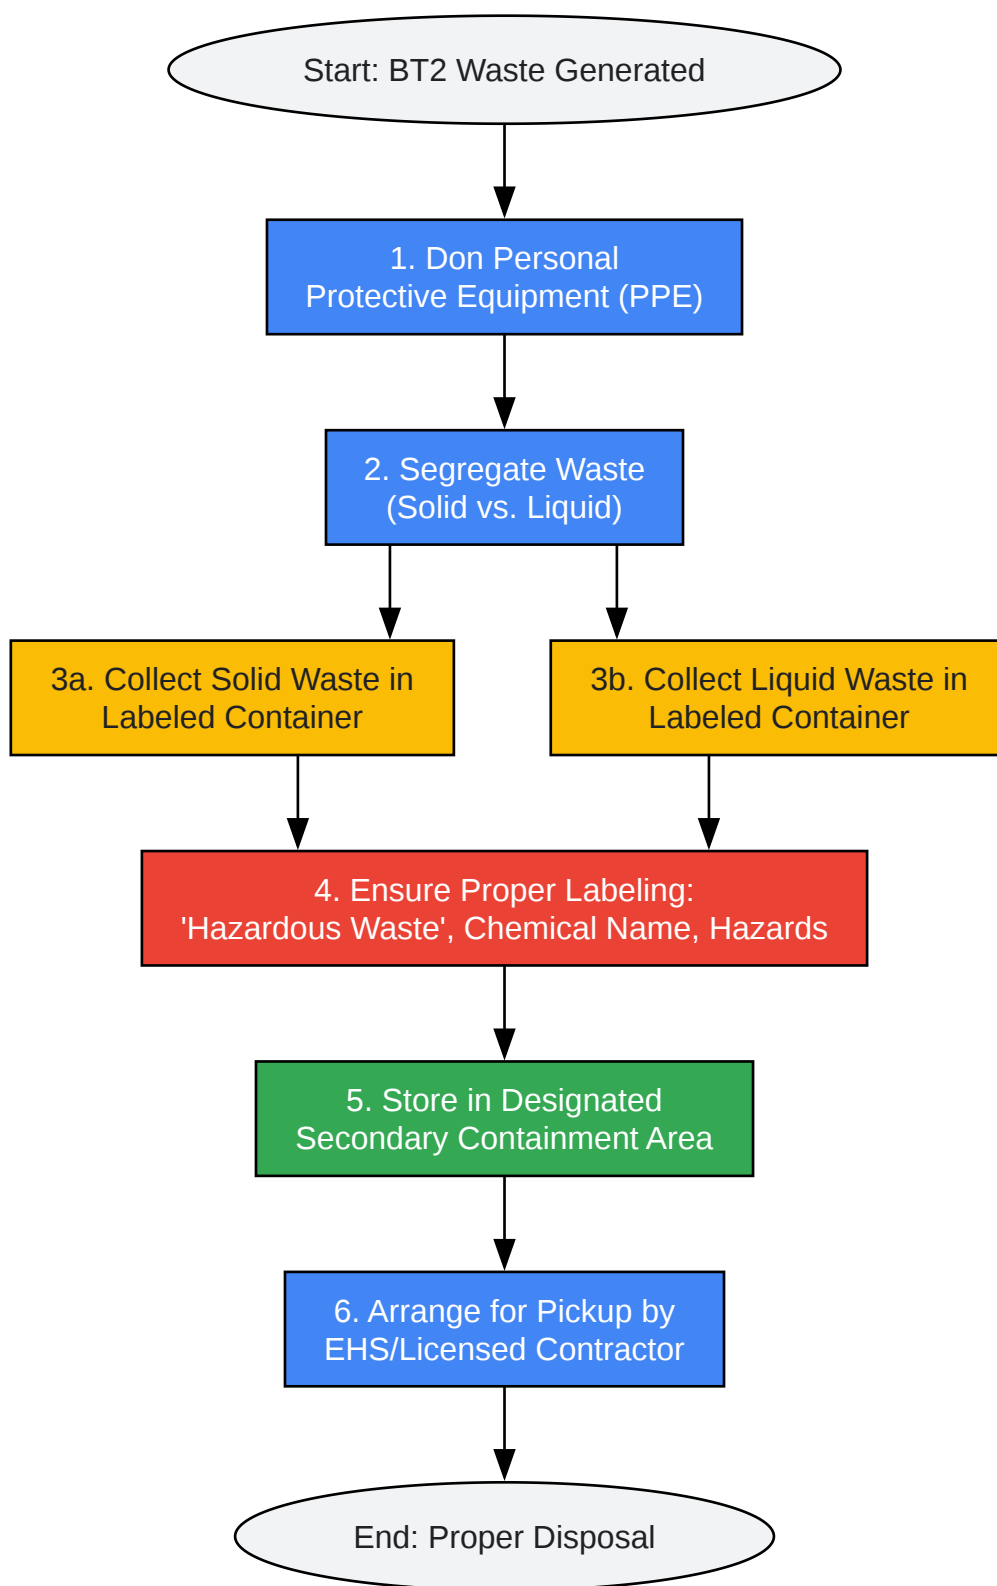 Start: BT2 Waste Generated
1. Don Personal
Protective Equipment (PPE)
2. Segregate Waste
(Solid vs. Liquid)
3a. Collect Solid Waste in
Labeled Container
3b. Collect Liquid Waste in
Labeled Container
4. Ensure Proper Labeling:
'Hazardous Waste', Chemical Name, Hazards
5. Store in Designated
Secondary Containment Area
6. Arrange for Pickup by
EHS/Licensed Contractor
End: Proper Disposal